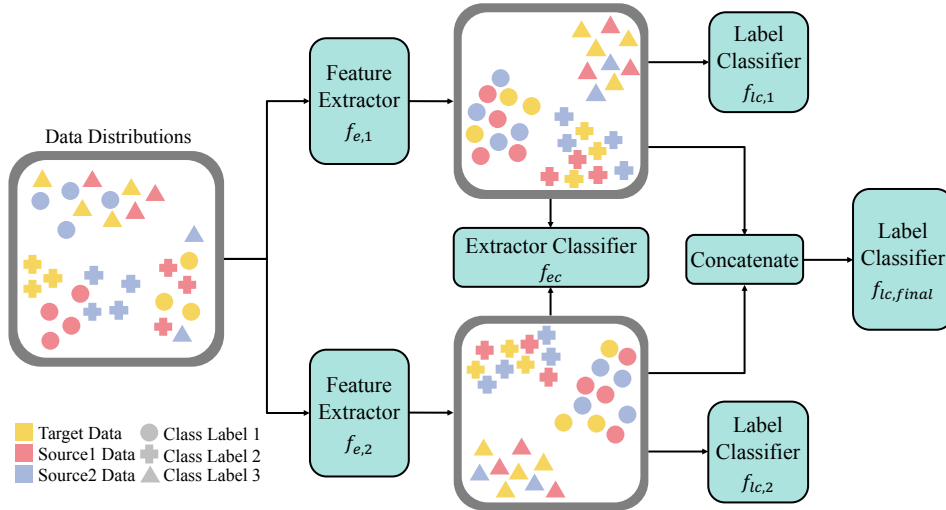 Data Distributions
Feature
Extractor
f_{e,1}
Feature
Extractor
f_{e,2}
Extractor Classifier
f_{ec}
Label
Classifier
f_{lc,1}
Concatenate
Label
Classifier
f_{lc,final}
Label
Classifier
f_{lc,2}
Target Data
Class Label 1
Source1 Data
Class Label 2
Source2 Data
Class Label 3